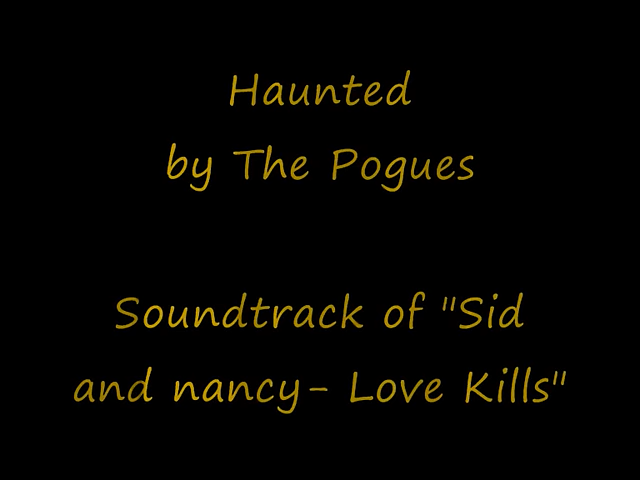 Haunted
by The Pogues
Soundtrack of "Sid
and nancy- Love Kills"